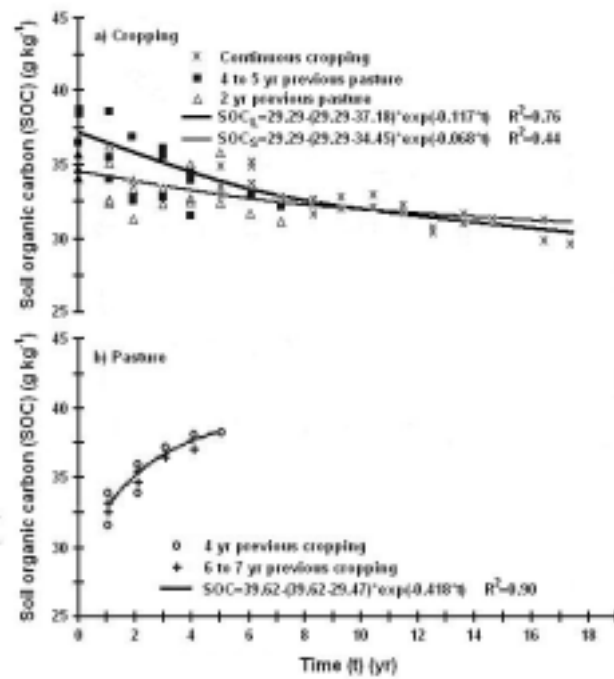 45
a) Cropping
Continuous cropping
4 to 5 yr previous pasture
2 yr previous pasture
SOC_L=29.29-(29.29-37.18)*exp(-0.117*t) R²=0.76
SOC_S=29.29-(29.29-34.45)*exp(-0.068*t) R²=0.44
40
35
30
25
Soil organic carbon (SOC) (g kg⁻¹)
45
b) Pasture
40
35
30
25
Soil organic carbon (SOC) (g kg⁻¹)
4 yr previous cropping
6 to 7 yr previous cropping
SOC=39.62-(39.62-29.47)*exp(-0.418*t) R²=0.90
0 2 4 6 8 10 12 14 16 18
Time (t) (yr)